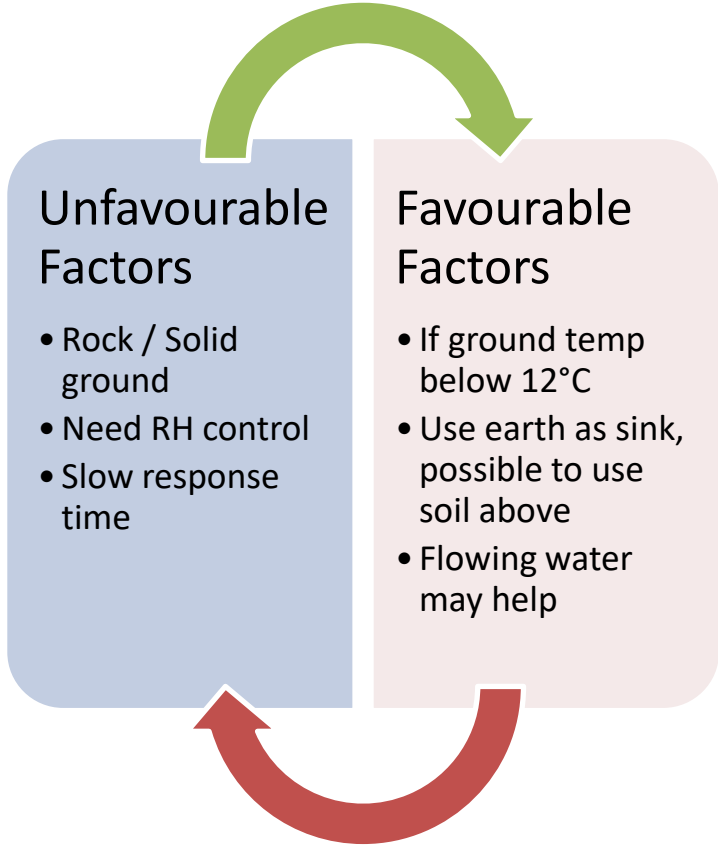 Unfavourable
Factors
• Rock / Solid
ground
• Need RH control
• Slow response
time
Favourable
Factors
• If ground temp
below 12°C
• Use earth as sink,
possible to use
soil above
• Flowing water
may help